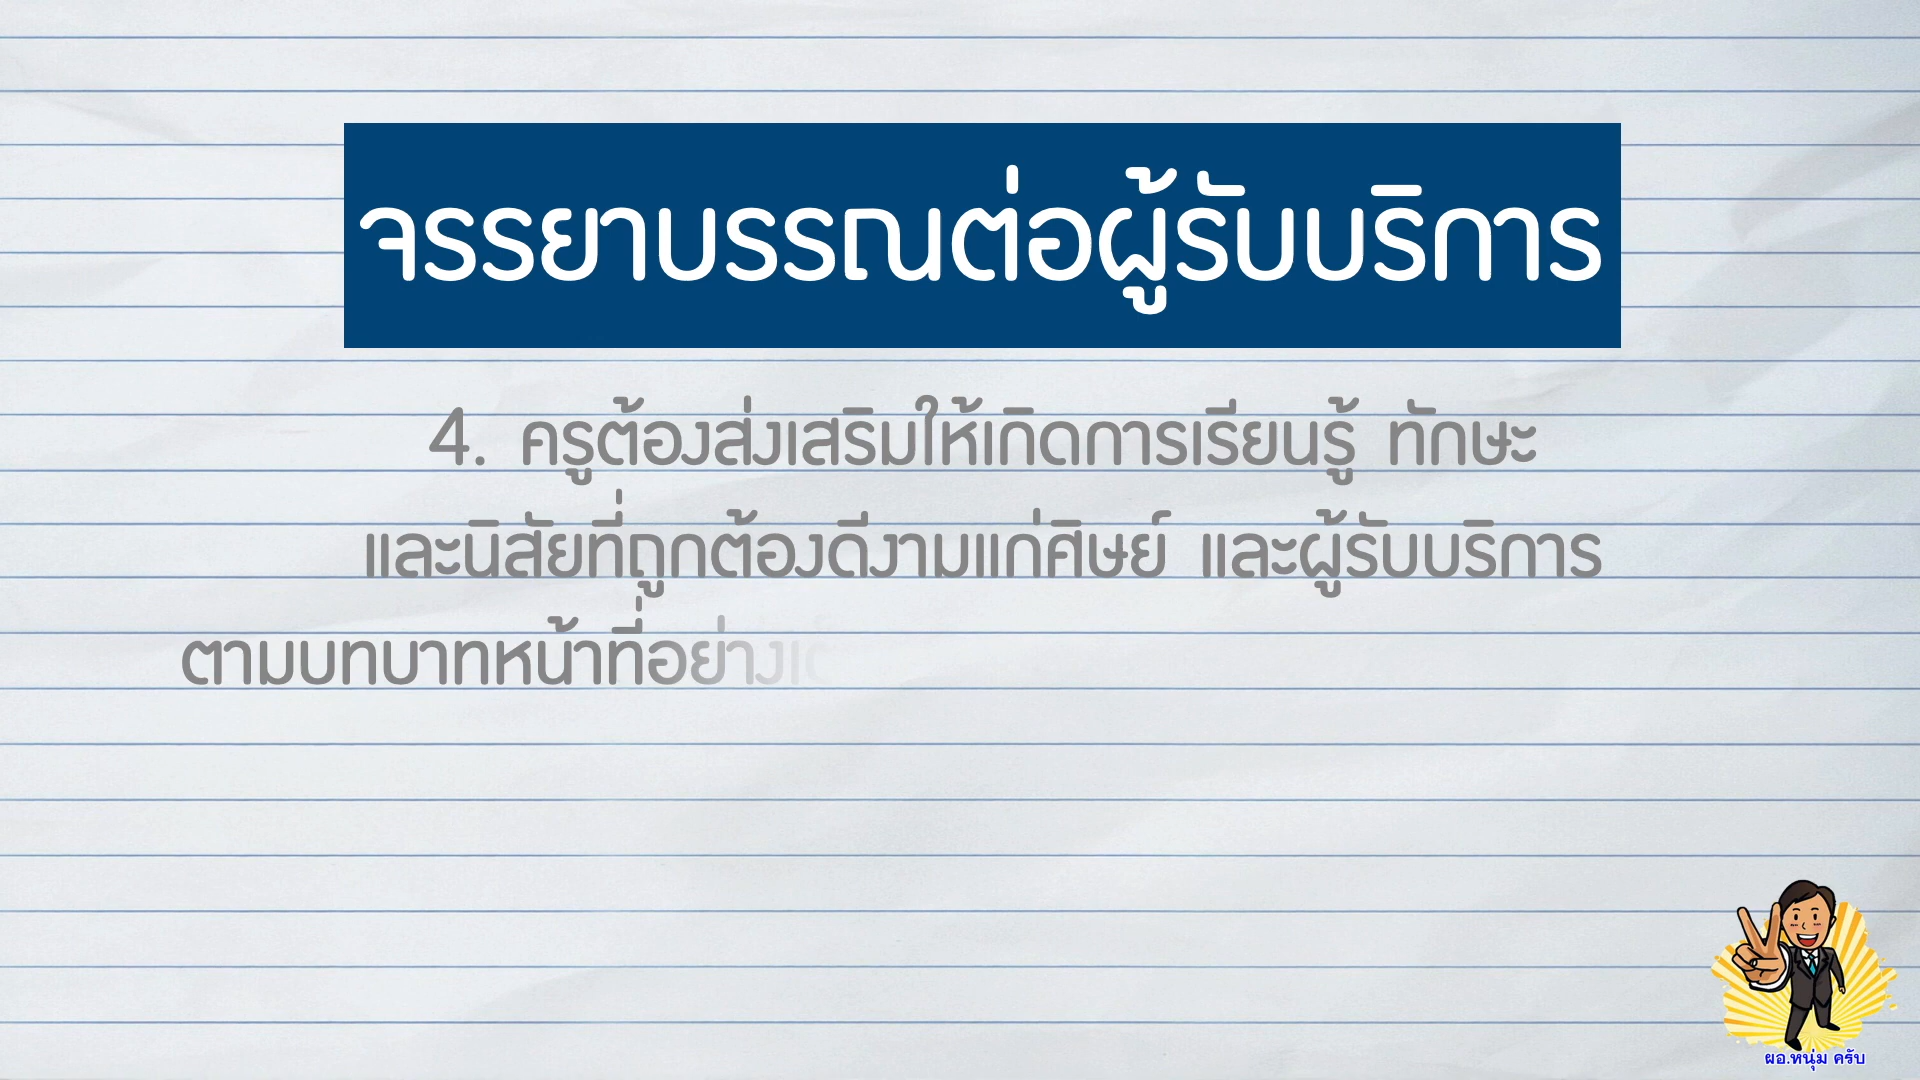 จรรยาบรรณต่อผู้รับบริการ
4. ครูต้องส่งเสริมให้เกิดการเรียนรู้ ทักษะ
และนิสัยที่ถูกต้องดีงามแก่ศิษย์ และผู้รับบริการ
ตามบทบาทหน้าที่อย่าง
ผอ.หนุ่ม ครับ